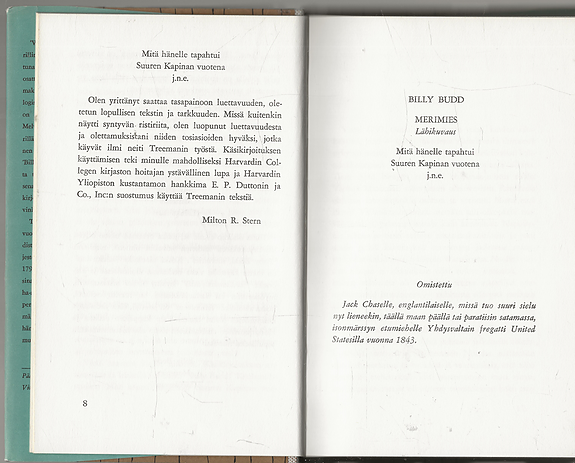 Mitä hänelle tapahtui
Suuren Kapinan vuotena
j.n.e.
Olen yrittänyt saattaa tasapainoon luettavuuden, ole-
tetun lopullisen tekstin ja tarkkuuden. Missä kuitenkin
näytti syntyvän ristiriita, olen luopunut luettavuudesta
ja olettamuksistani niiden tosiasioiden hyväksi, jotka
käyvät ilmi neiti Treemanin työstä. Käsikirjoituksen
käyttämisen teki minulle mahdolliseksi Harvardin Col-
legen kirjaston hoitajan ystävällinen lupa ja Harvardin
Yliopiston kustantamon hankkima E. P. Duttonin ja
Co., Inc:n suostumus käyttää Treemanin tekstiä.
Milton R. Stern
8
BILLY BUDD
MERIMIES
Lähikuvaus
Mitä hänelle tapahtui
Suuren Kapinan vuotena
j.n.e.
Omistettu
Jack Chaselle, englantilaiselle, missä tuo suuri sielu
nyt lieneekin, täällä maan päällä tai paratiisin satamassa,
isonmärssyn etumiehelle Yhdysvaltain fregatti United
Statesilla vuonna 1843.